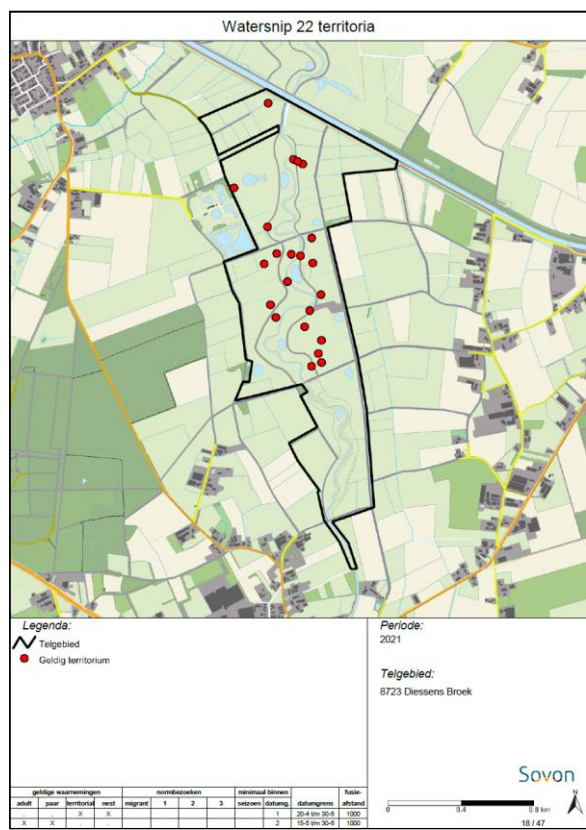 Watersnip 22 territoria
Legenda:
Telgebied
Geldig territorium
Periode:
2021
Telgebied:
8723 Diessens Broek
Sovon
N
0 0.4 0.8 km
18 / 47
geldige waarnemingen normbezoeken minimaal binnen fusie-
adult paar territoriaal nest migrant 1 2 3 seizoen datumg. datumgrens afstand
. . X X . . . . . 1 20-4 t/m 30-6 1000
X X . . . . . . . 2 15-5 t/m 30-6 1000